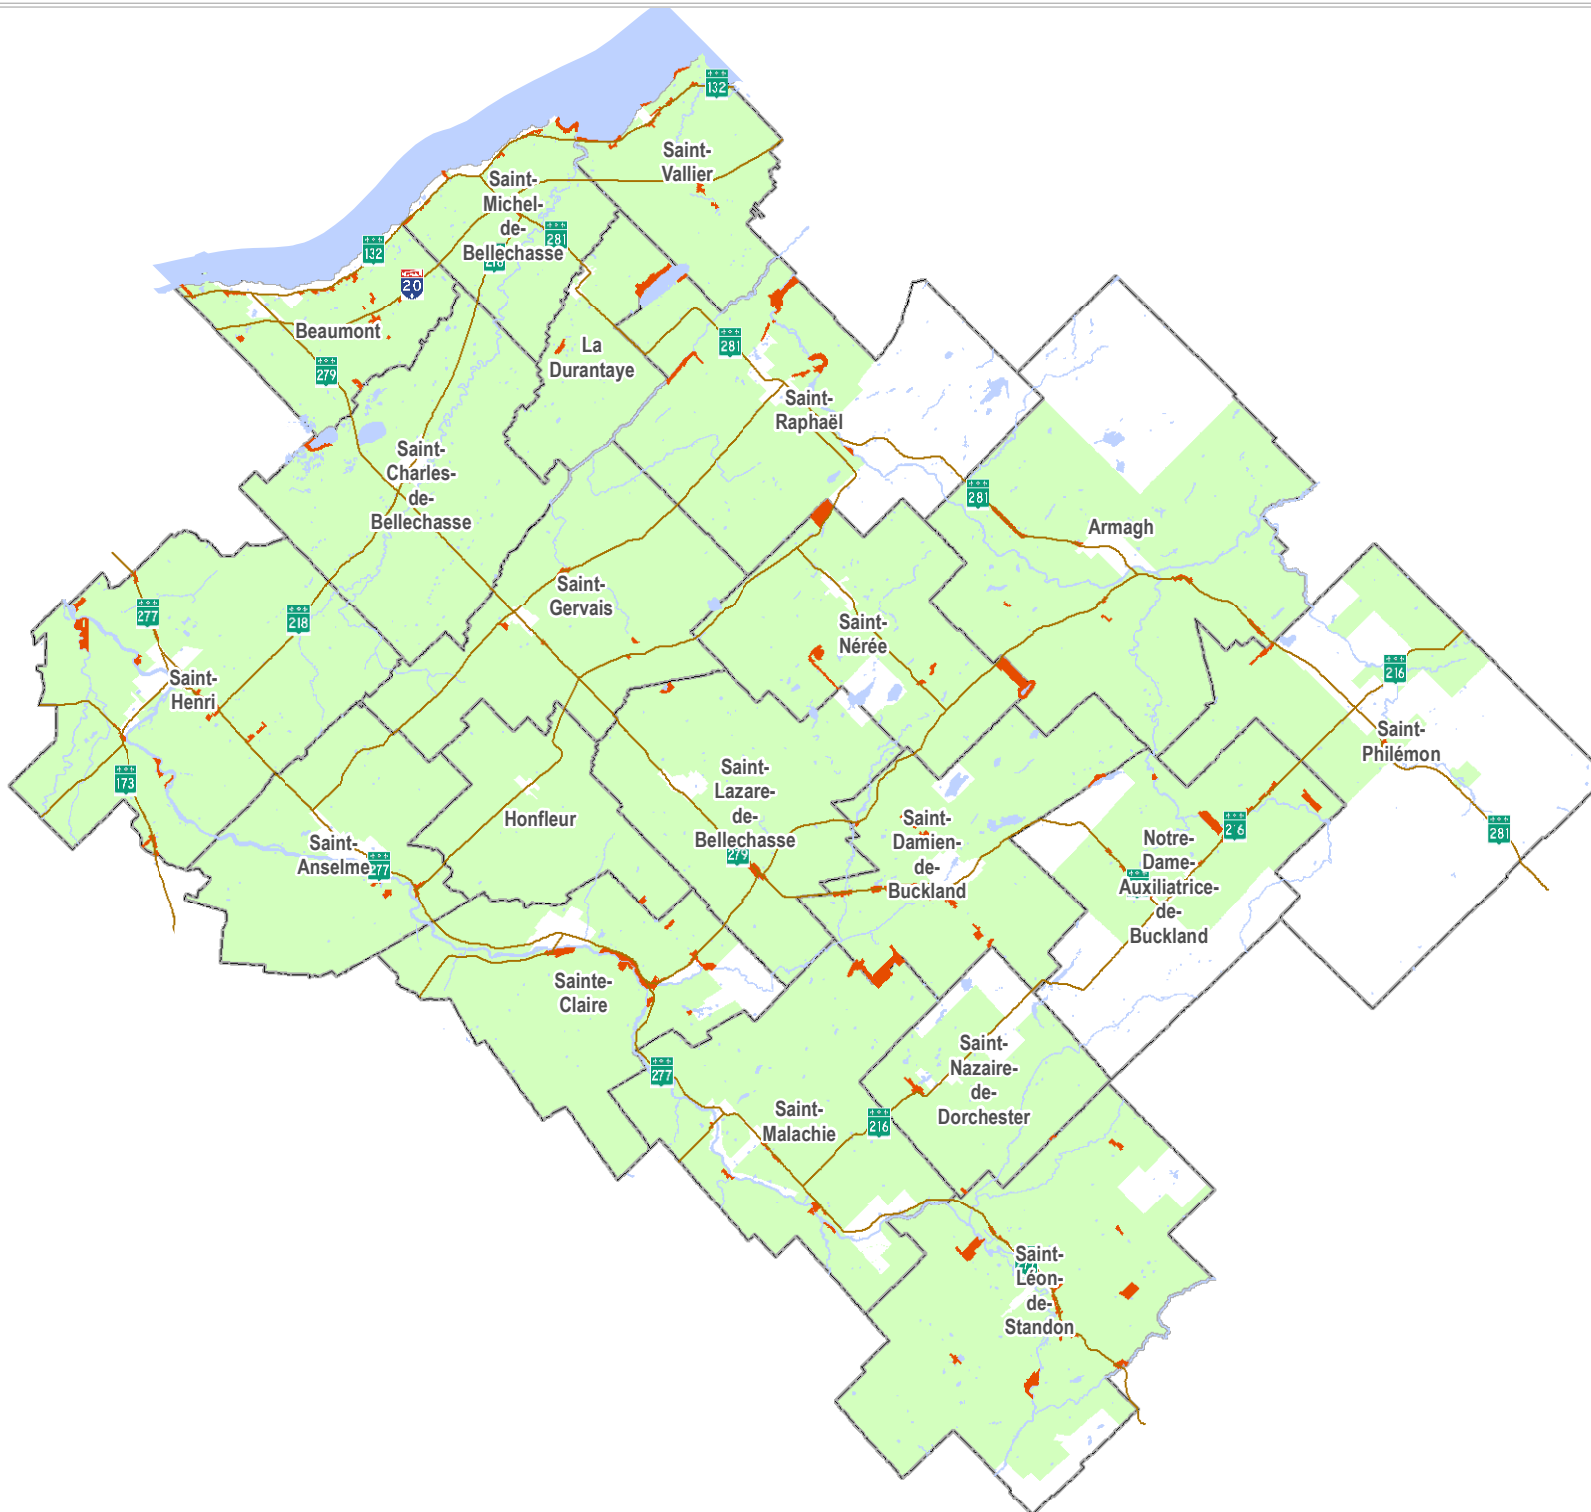 132
Saint-
Vallier
Saint-
Michel-
de-
Bellechasse
281
218
132
20
Beaumont
279
La
Durantaye
281
Saint-
Raphaël
Saint-
Charles-
de-
Bellechasse
281
Armagh
Saint-
Gervais
277
218
Saint-
Nérée
Saint-
Henri
216
Saint-
Philémon
173
Saint-
Lazare-
de-
Bellechasse
279
Honfleur
Saint-
Damien-
de-
Buckland
216
281
Notre-
Dame-
Auxiliatrice-
de-
Buckland
Saint-
Anselme
277
Sainte-
Claire
Saint-
Nazaire-
de-
Dorchester
277
Saint-
Malachie
216
Saint-
Léon-
de-
Standon